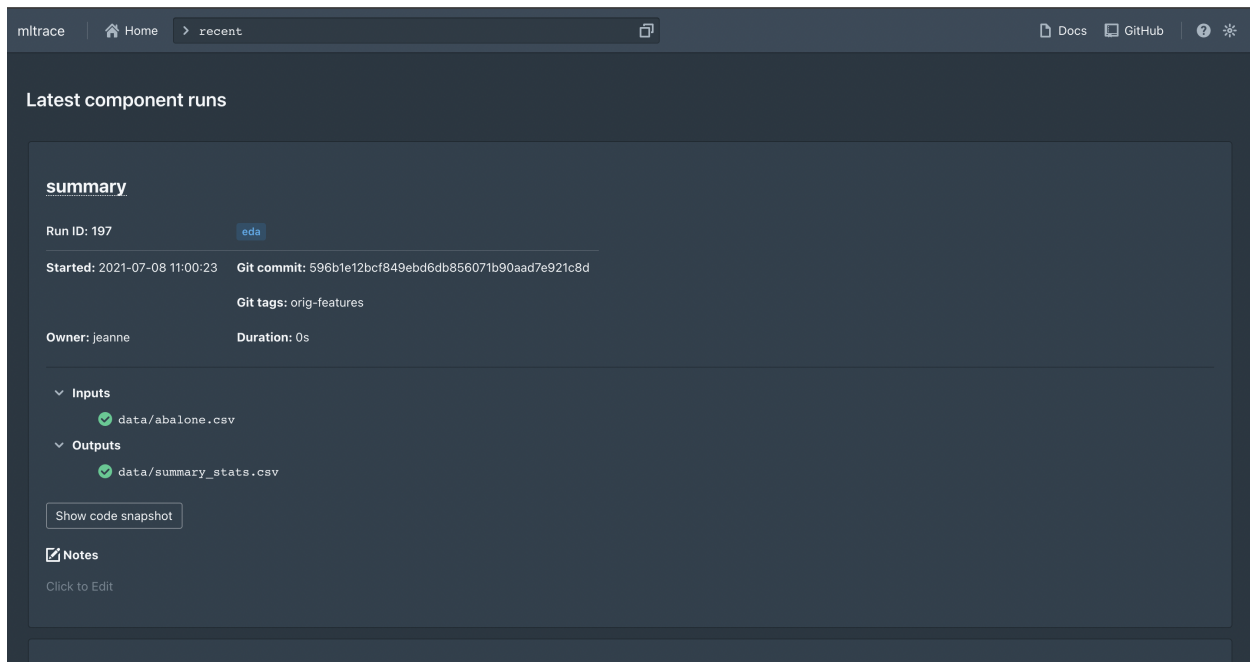 mltrace Home > recent Docs GitHub
Latest component runs
summary
Run ID: 197 eda
Started: 2021-07-08 11:00:23 Git commit: 596b1e12bcf849ebd6db856071b90aad7e921c8d
Git tags: orig-features
Owner: jeanne Duration: 0s
Inputs
data/abalone.csv
Outputs
data/summary_stats.csv
Show code snapshot
Notes
Click to Edit